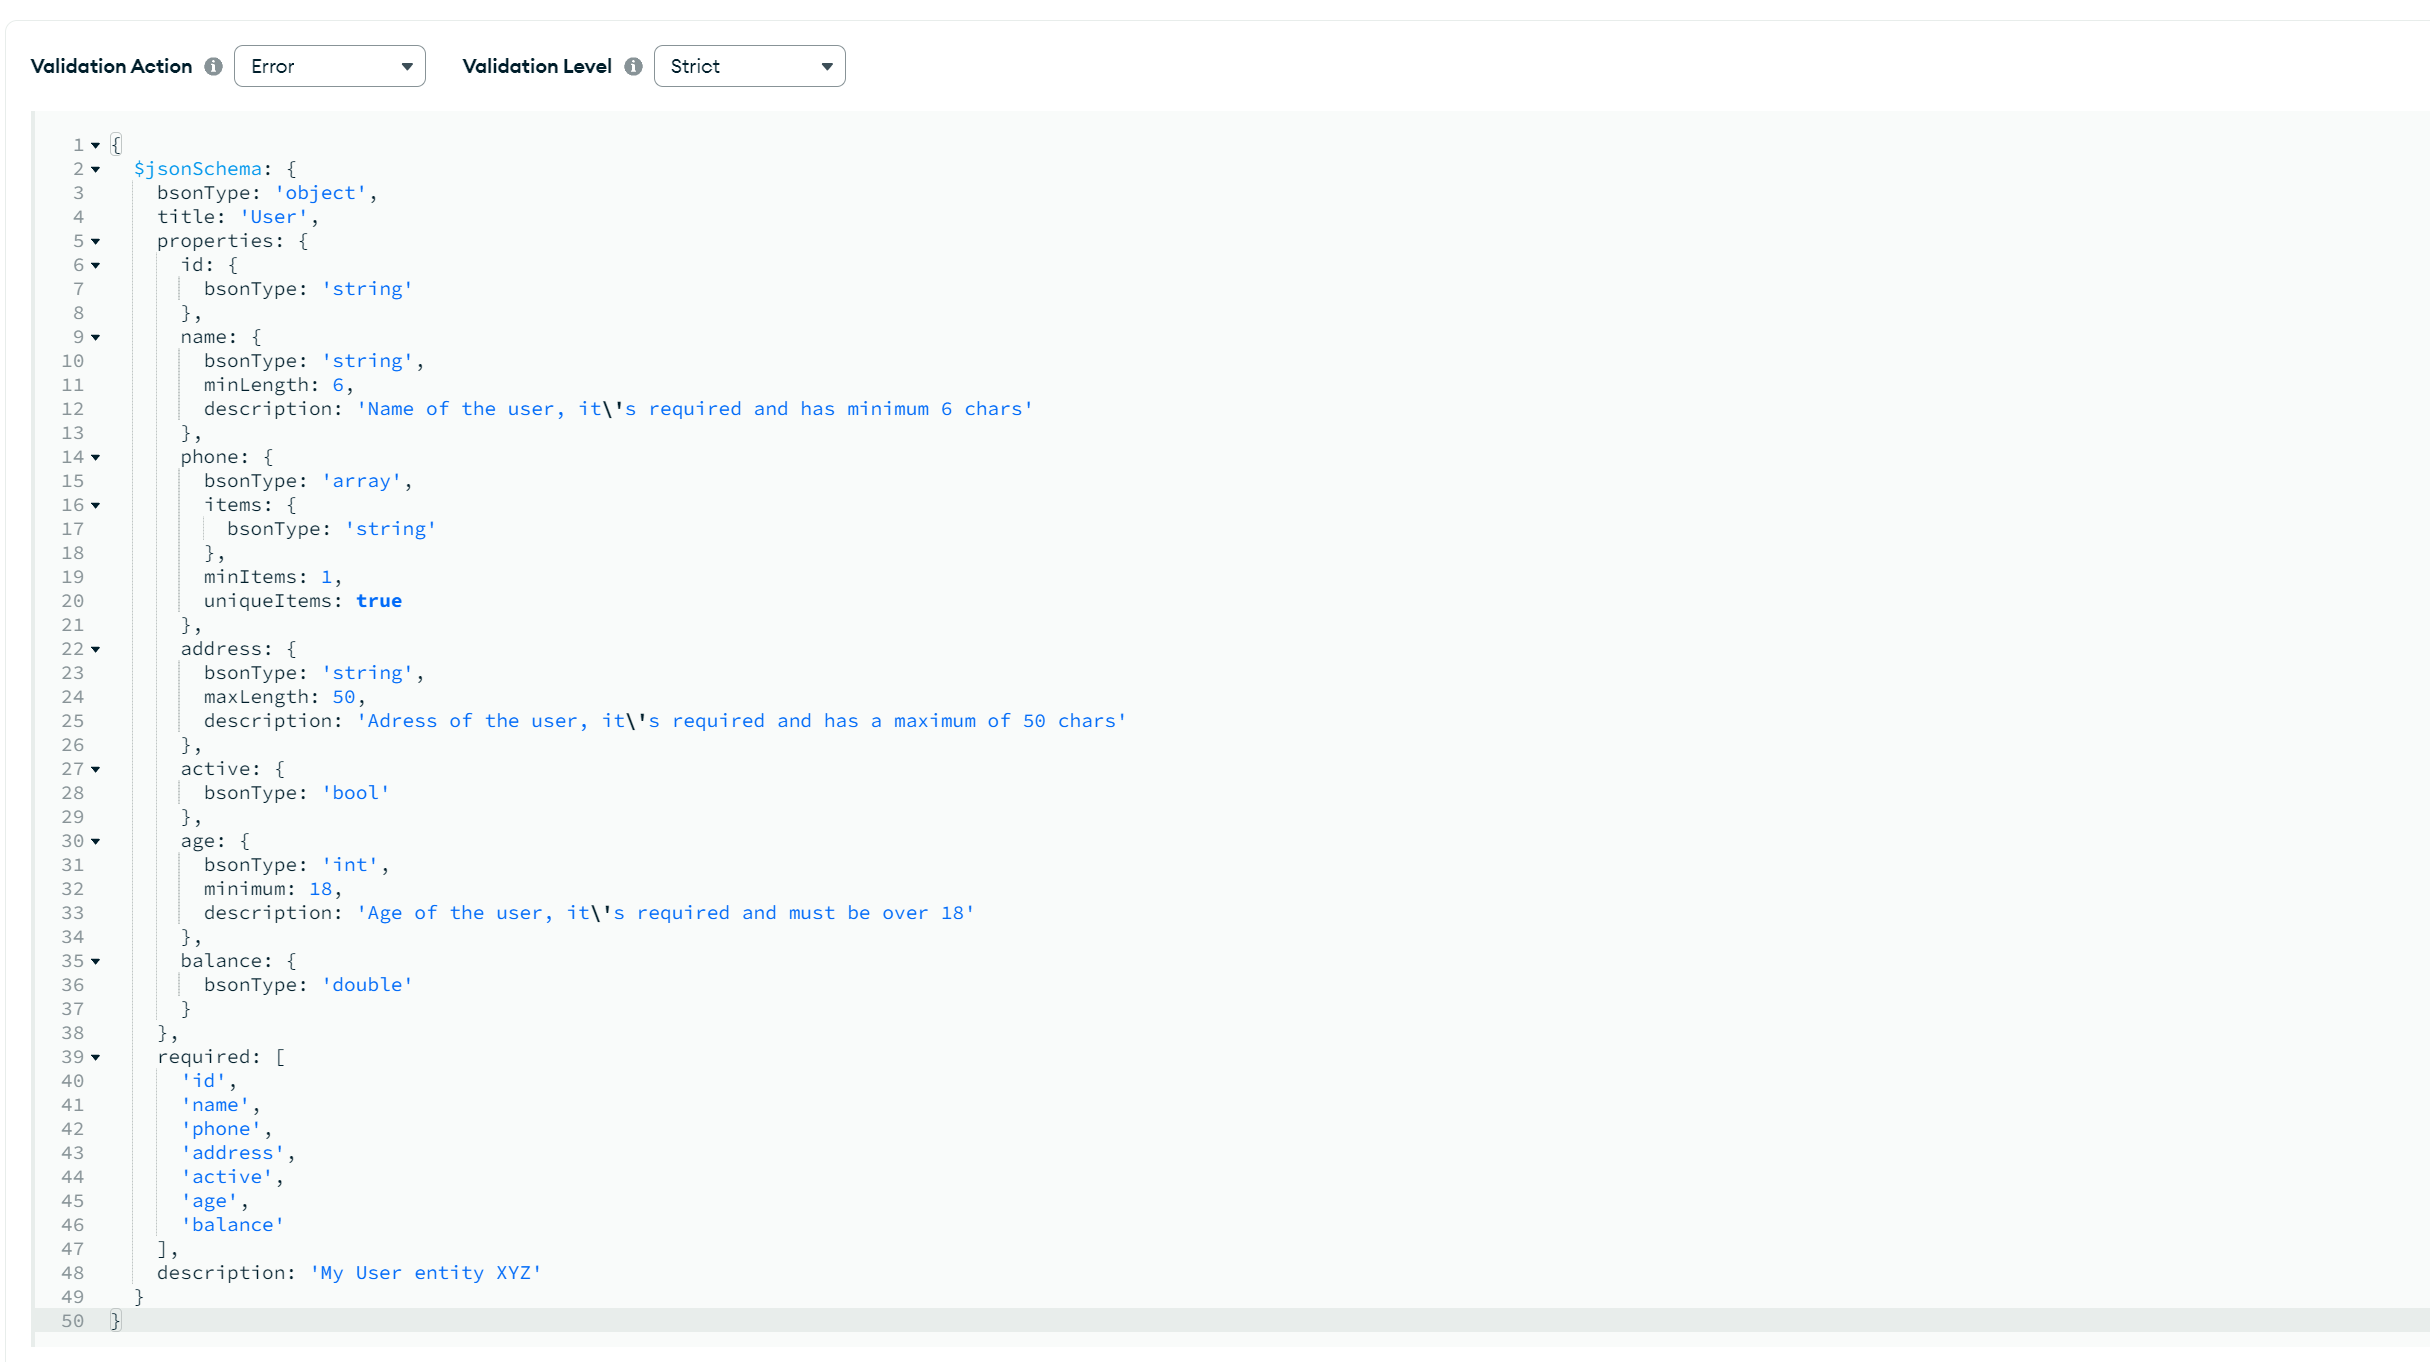 Validation Action Error Validation Level Strict
1 {
2 $jsonSchema: {
3 bsonType: 'object',
4 title: 'User',
5 properties: {
6 id: {
7 bsonType: 'string'
8 },
9 name: {
10 bsonType: 'string',
11 minLength: 6,
12 description: 'Name of the user, it\'s required and has minimum 6 chars'
13 },
14 phone: {
15 bsonType: 'array',
16 items: {
17 bsonType: 'string'
18 },
19 minItems: 1,
20 uniqueItems: true
21 },
22 address: {
23 bsonType: 'string',
24 maxLength: 50,
25 description: 'Adress of the user, it\'s required and has a maximum of 50 chars'
26 },
27 active: {
28 bsonType: 'bool'
29 },
30 age: {
31 bsonType: 'int',
32 minimum: 18,
33 description: 'Age of the user, it\'s required and must be over 18'
34 },
35 balance: {
36 bsonType: 'double'
37 }
38 },
39 required: [
40 'id',
41 'name',
42 'phone',
43 'address',
44 'active',
45 'age',
46 'balance'
47 ],
48 description: 'My User entity XYZ'
49 }
50 }